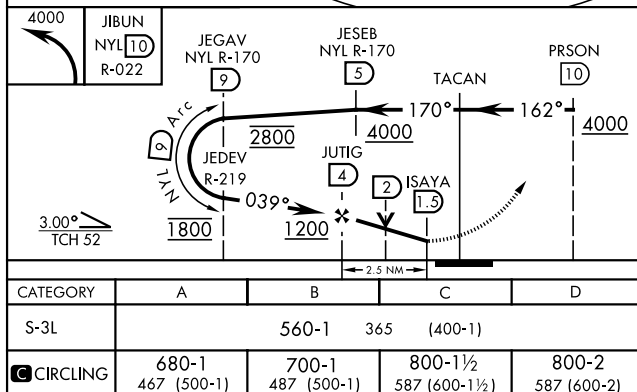 4000
JIBUN
NYL 10
R-022
JEGAV
NYL R-170
9
JESEB
NYL R-170
5
TACAN
PRSON
10
170°
162°
2800
4000
4000
NYL 9 Arc
JEDEV
R-219
JUTIG
4
2
ISAYA
1.5
039°
1800
1200
3.00°
TCH 52
2.5 NM
CATEGORY A B C D
S-3L 560-1 365 (400-1)
C CIRCLING 680-1 700-1 800-1½ 800-2
467 (500-1) 487 (500-1) 587 (600-1½) 587 (600-2)